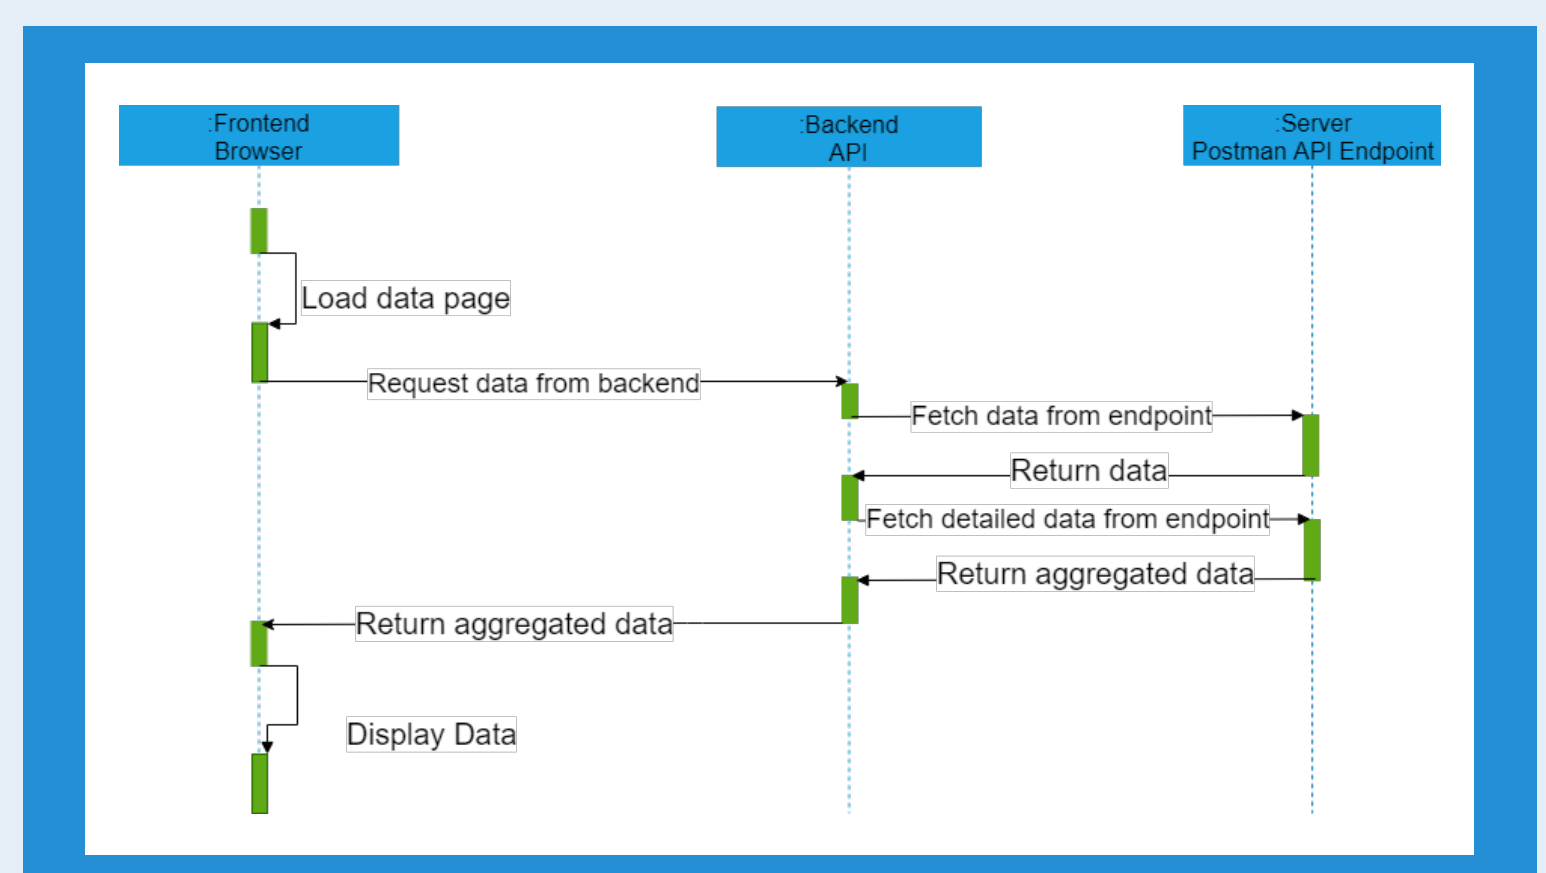 :Frontend
Browser
:Backend
API
:Server
Postman API Endpoint
Load data page
Request data from backend
Fetch data from endpoint
Return data
Fetch detailed data from endpoint
Return aggregated data
Return aggregated data
Display Data